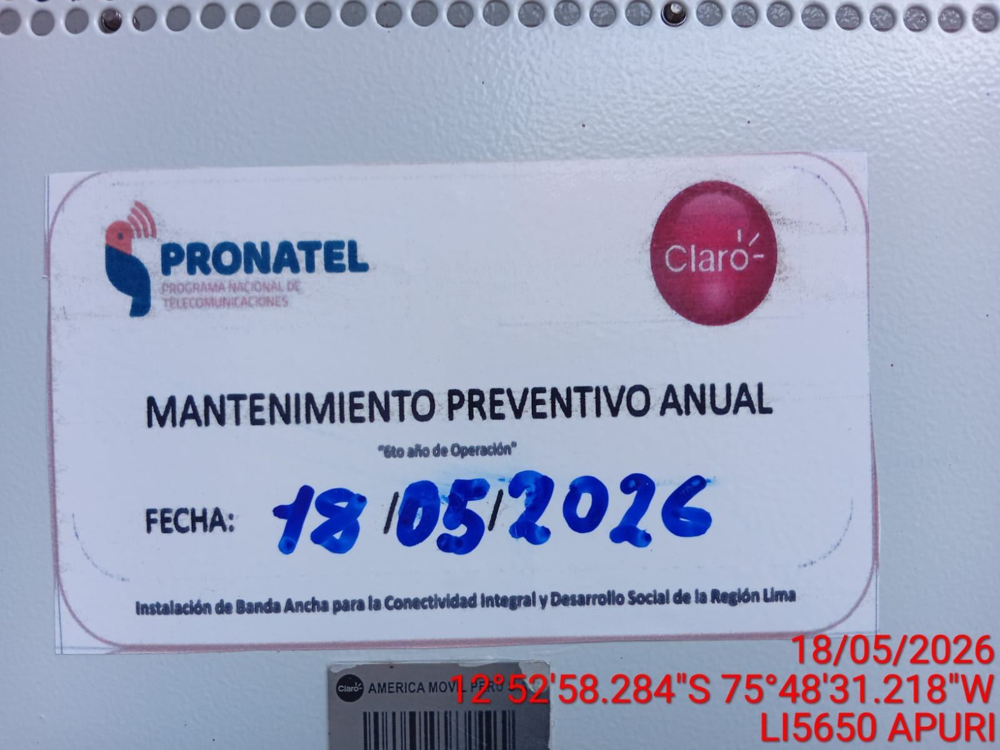 PRONATEL
PROGRAMA NACIONAL DE
TELECOMUNICACIONES
Claro
MANTENIMIENTO PREVENTIVO ANUAL
"6to año de Operación"
FECHA: 18/05/2026
Instalación de Banda Ancha para la Conectividad Integral y Desarrollo Social de la Región Lima
Claro AMERICA MOVIL PERU
18/05/2026
12°52'58.284"S 75°48'31.218"W
LI5650 APURI